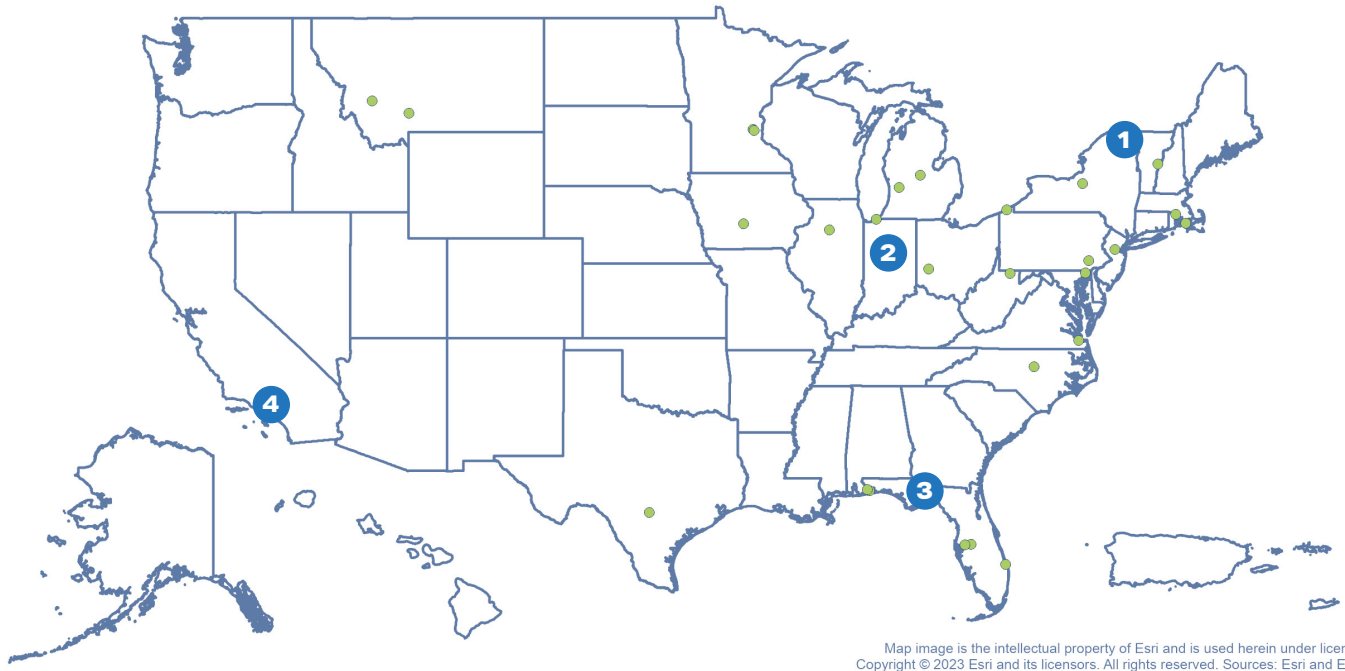 1
2
3
4
Map image is the intellectual property of Esri and is used herein under
Copyright © 2023 Esri and its licensors. All rights reserved. Sources: Esri and